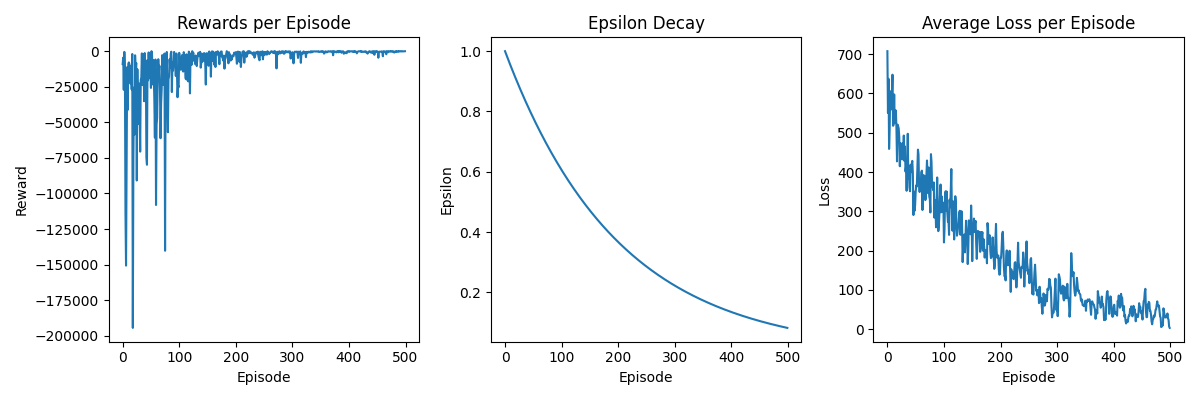 Rewards per Episode
Reward
0
−25000
−50000
−75000
−100000
−125000
−150000
−175000
−200000
0 100 200 300 400 500
Episode
Epsilon Decay
Epsilon
1.0
0.8
0.6
0.4
0.2
0 100 200 300 400 500
Episode
Average Loss per Episode
Loss
700
600
500
400
300
200
100
0
0 100 200 300 400 500
Episode